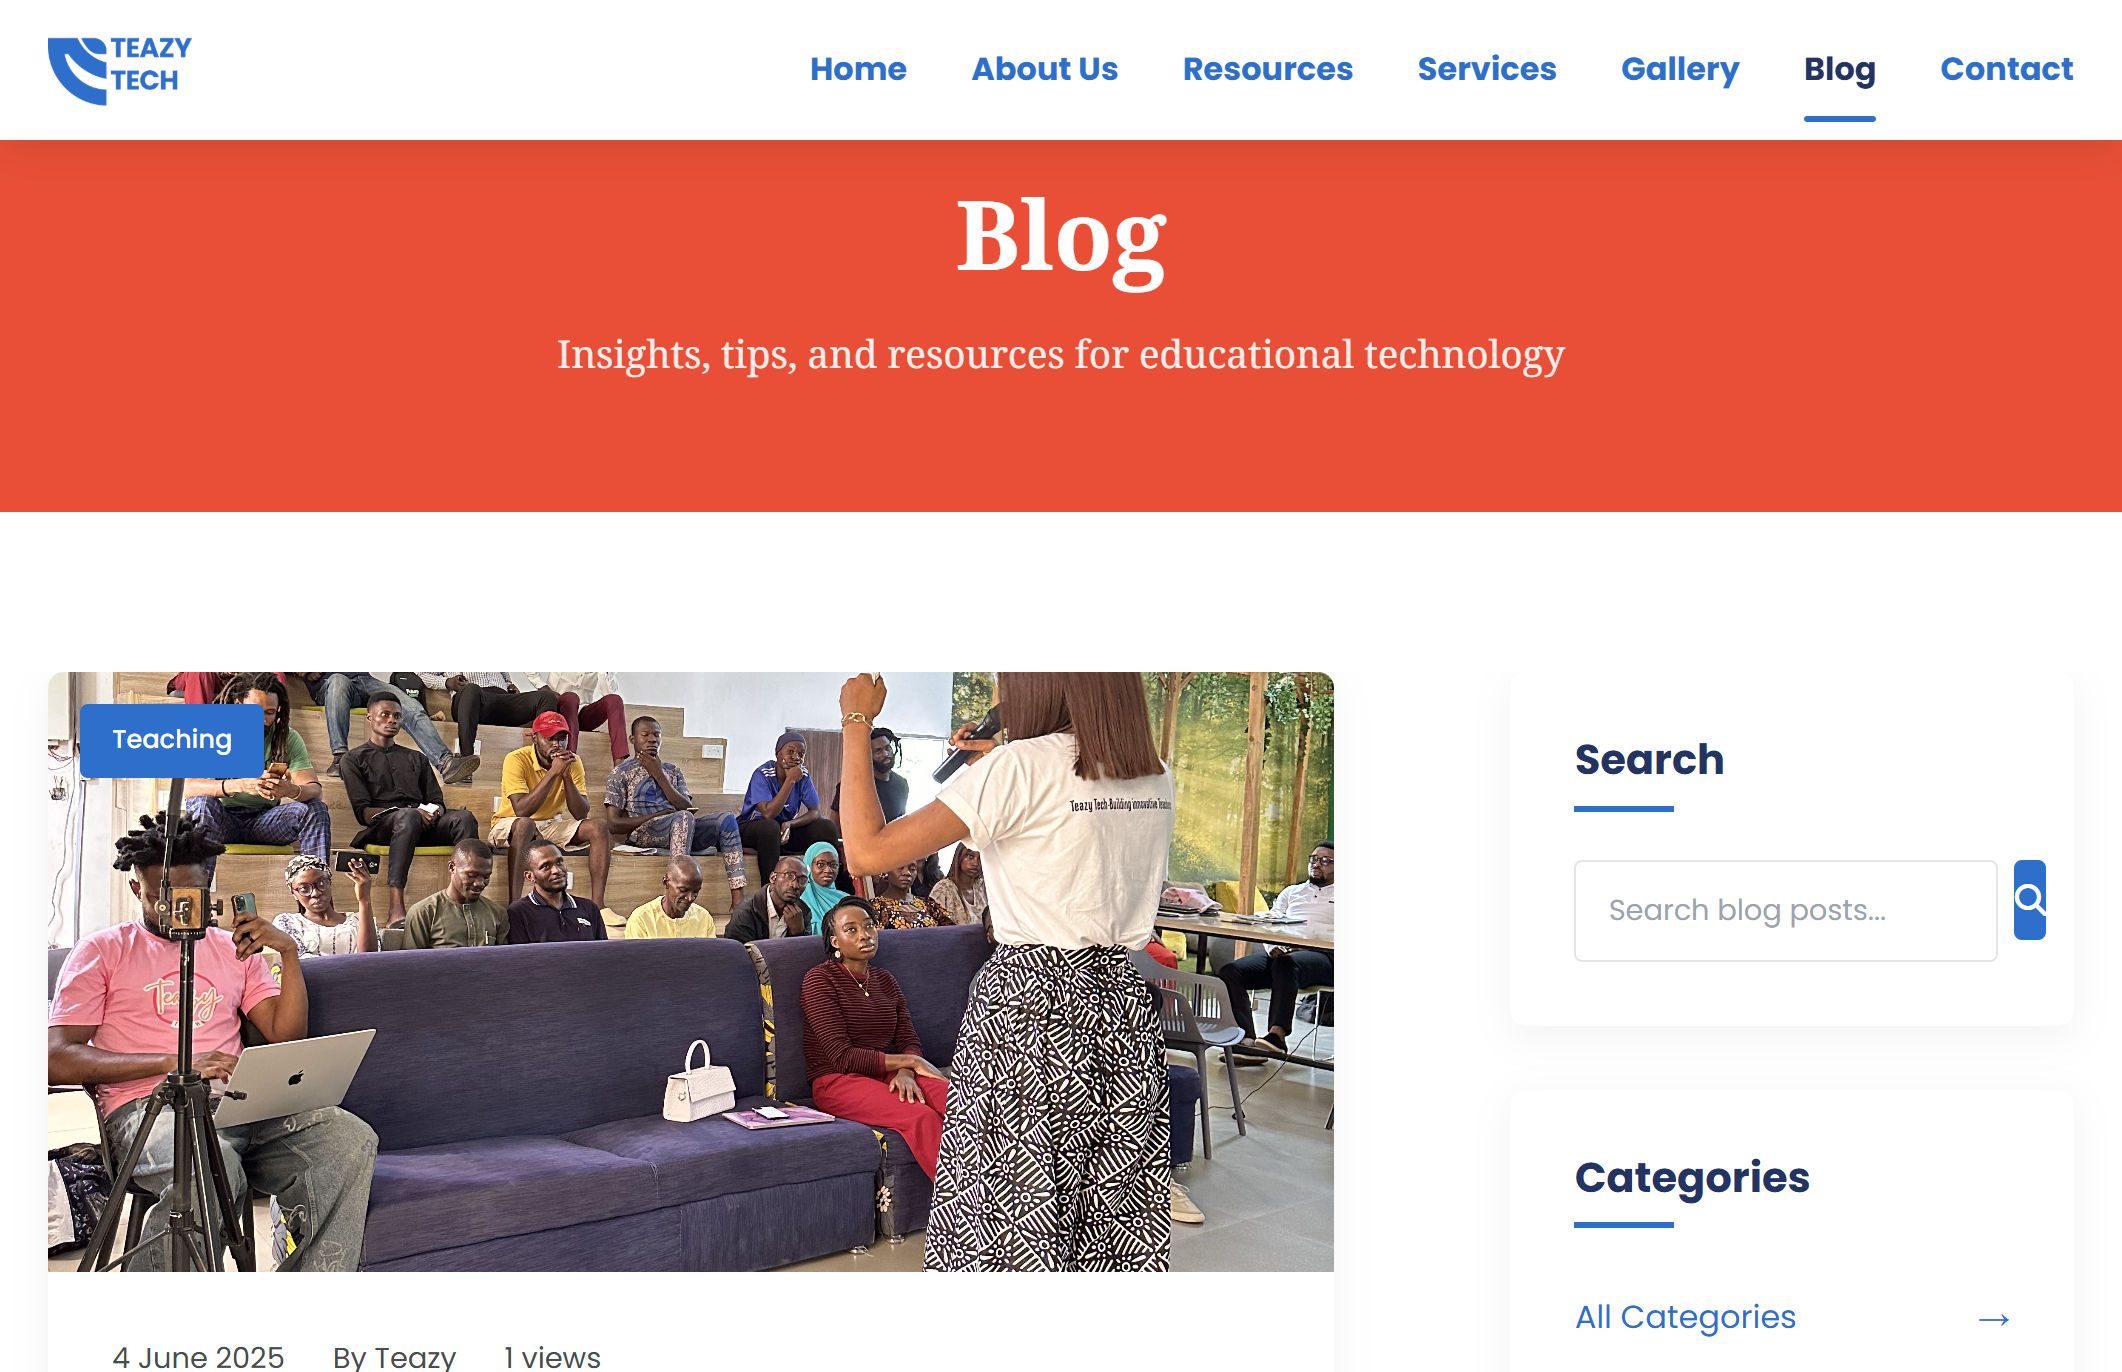 TEAZY
TECH
Home
About Us
Resources
Services
Gallery
Blog
Contact
Blog
Insights, tips, and resources for educational technology
Teaching
Teazy Tech-Building innovative
Teazy
Search
Search blog posts...
Categories
All Categories →
4 June 2025
By Teazy
1 views